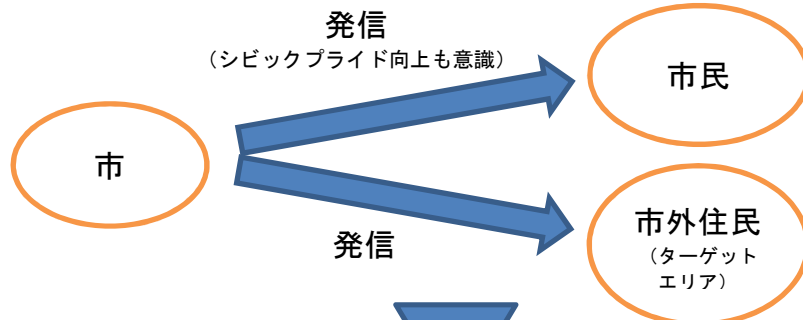 発信
(シビックプライド向上も意識)
市民
市
市外住民
(ターゲット
エリア)
発信